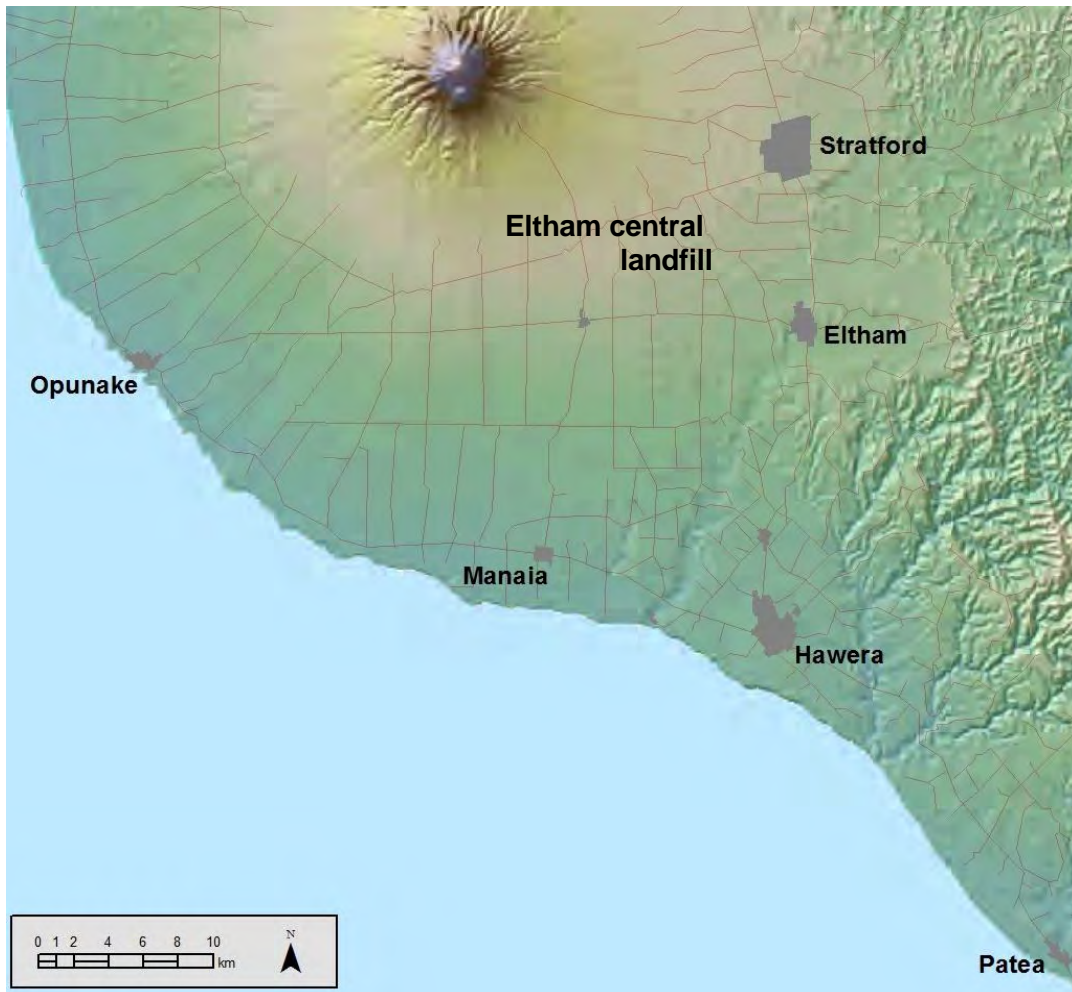 Stratford
Eltham central
landfill
Eltham
Opunake
Manaia
Hawera
Patea
0 1 2 4 6 8 10
km
N